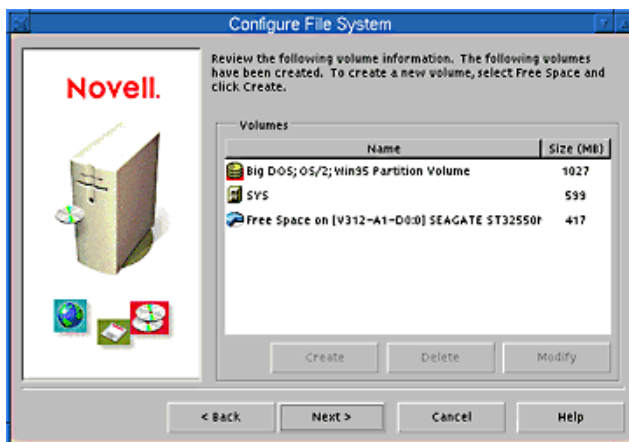 Configure File System
Novell.
Review the following volume information. The following volumes
have been created. To create a new volume, select Free Space and
click Create.
Volumes
Name Size (MB)
Big DOS; OS/2; Win95 Partition Volume 1027
SYS 599
Free Space on [V312-A1-D0:0] SEAGATE ST32550N 417
Create Delete Modify
< Back Next > Cancel Help